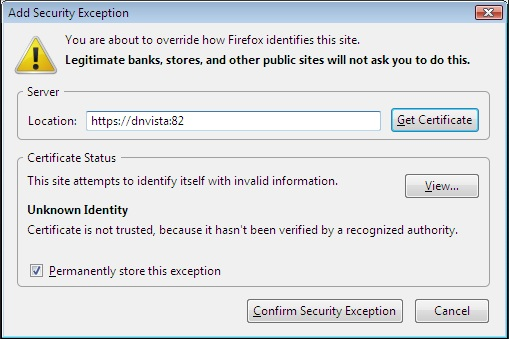 Add Security Exception
You are about to override how Firefox identifies this site.
Legitimate banks, stores, and other public sites will not ask you to do this.
Server
Location: https://dnvista:82 Get Certificate
Certificate Status
This site attempts to identify itself with invalid information. View...
Unknown Identity
Certificate is not trusted, because it hasn't been verified by a recognized authority.
Permanently store this exception
Confirm Security Exception Cancel